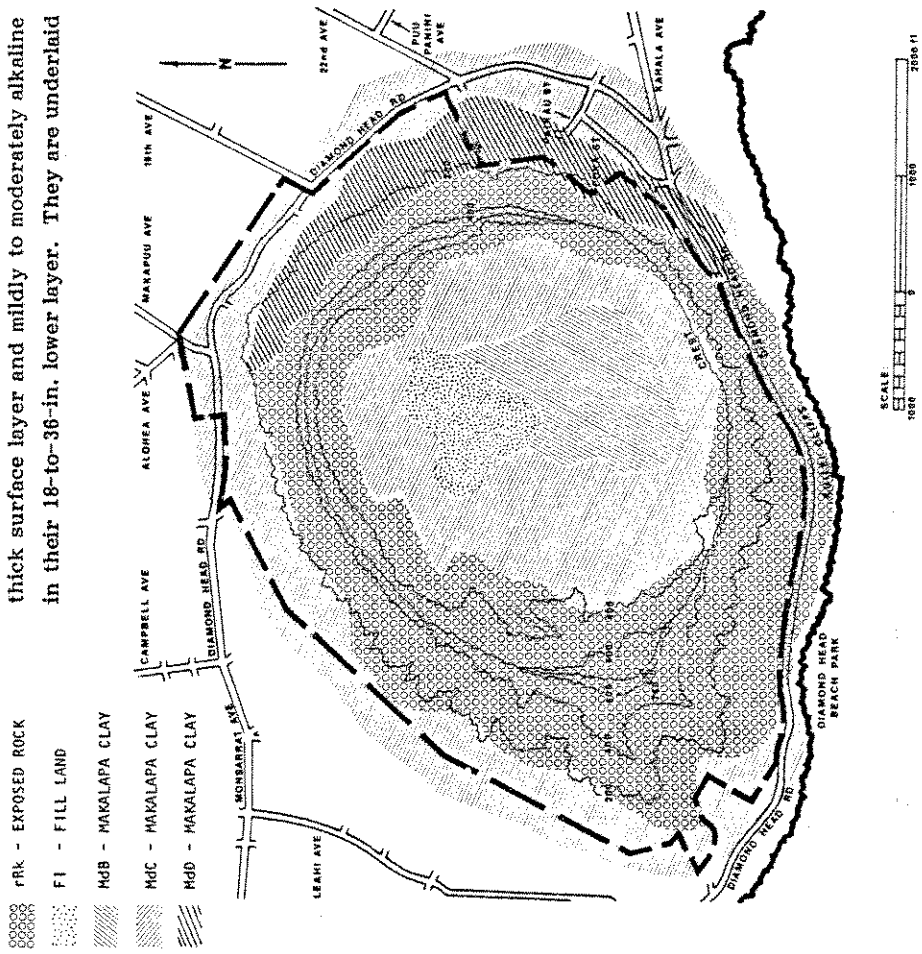 thick surface layer and mildly to moderately alkaline
in their 18-to-36-in. lower layer. They are underlaid
rRk - EXPOSED ROCK
Fl - FILL LAND
MdB - MAKALAPA CLAY
MdC - MAKALAPA CLAY
MdD - MAKALAPA CLAY
N
22nd AVE
PUU
PANINI
AVE
18th AVE
MAKAPUU AVE
ALOHEA AVE
CAMPBELL AVE
DIAMOND HEAD RD
DIAMOND HEAD RD
MONSARRAT AVE
LEAHI AVE
KAHALA AVE
CREST
DIAMOND HEAD RD
KUILEI CLIFFS
DIAMOND HEAD
BEACH PARK
DIAMOND HEAD RD
200
400
SCALE
1000
0
1000
2000 ft